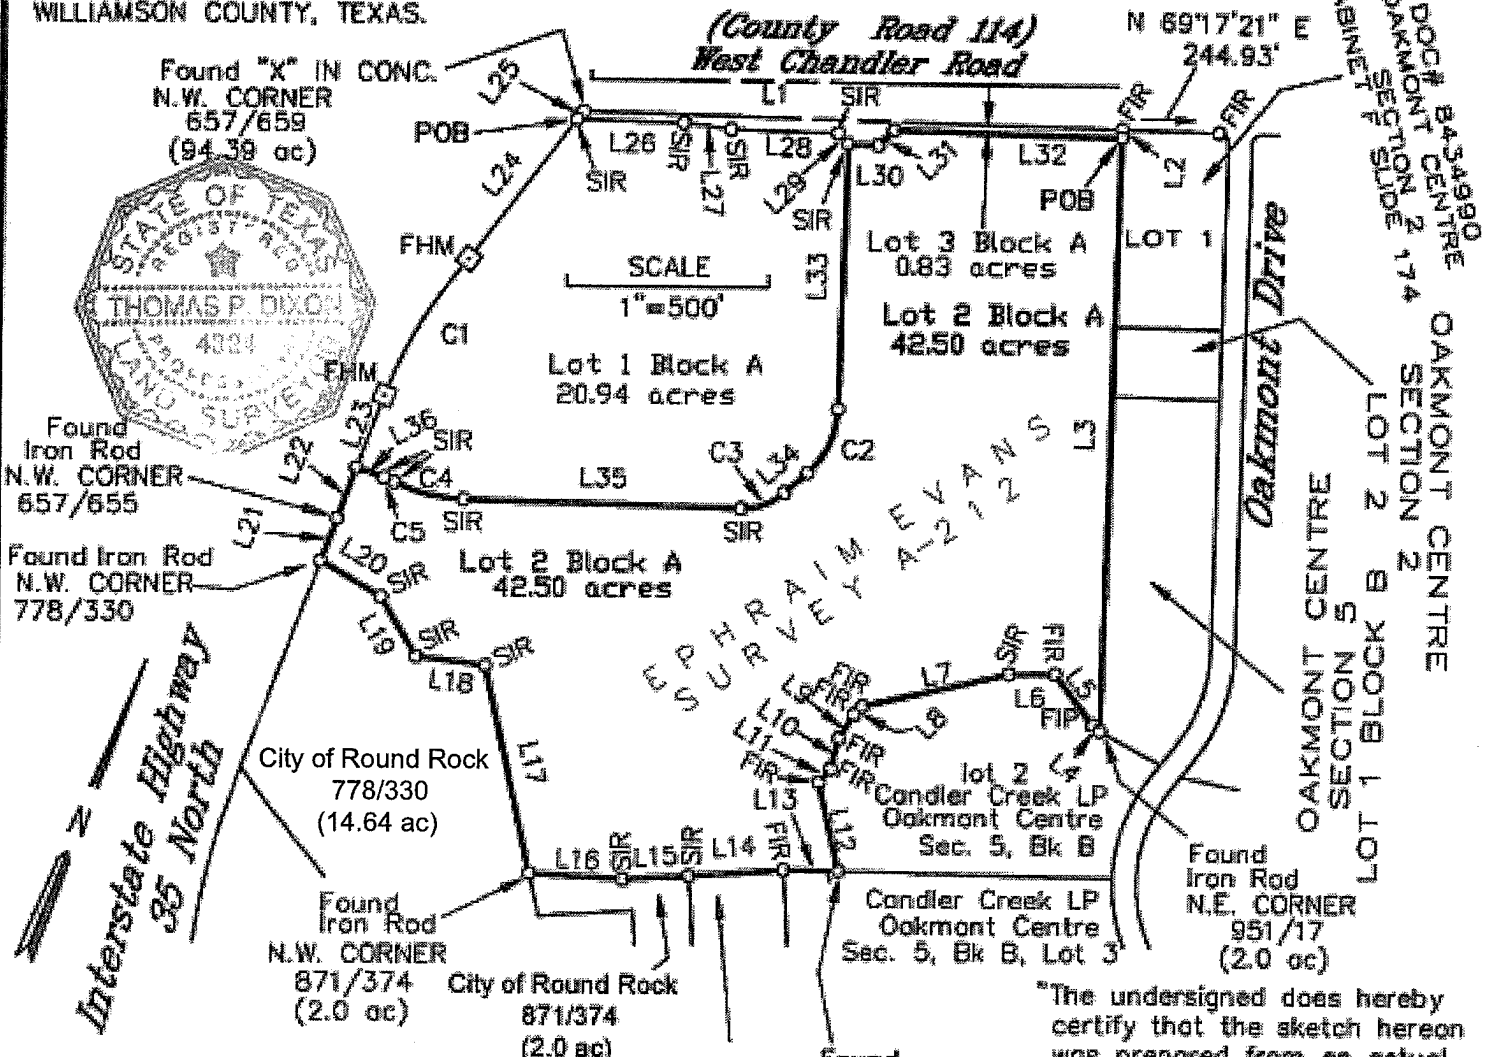 WILLIAMSON COUNTY, TEXAS.
(County Road 114)
West Chandler Road
N 69°17'21" E
244.93'
DOC# 8434990
OAKMONT CENTRE
SECTION 2
CABINET F SLIDE 174
Found "X" IN CONC.
N.W. CORNER
657/659
(94.39 ac)
L25
L1
SIR
FIR
FIR
POB
L26
SIR
L27
SIR
L28
L29
L30
L31
L32
L2
L24
SIR
SIR
POB
STATE OF TEXAS
REGISTERED
THOMAS P. DIXON
4324
PROFESSIONAL
LAND SURVEYOR
FHM
SCALE
1"=500'
L33
Lot 3 Block A
0.83 acres
LOT 1
Oakmont Drive
C1
Lot 2 Block A
42.50 acres
Lot 1 Block A
20.94 acres
FHM
L23
L36
SIR
L22
C4
C5
SIR
L35
C3
L34
C2
SIR
L3
Found
Iron Rod
N.W. CORNER
657/655
L21
Found Iron Rod
N.W. CORNER
778/330
L20
SIR
Lot 2 Block A
42.50 acres
EPHRAIM EVANS
SURVEY A-212
OAKMONT CENTRE
SECTION 2
LOT 2 B
OAKMONT CENTRE
SECTION 5
LOT 1 BLOCK B
L19
SIR
L18
SIR
L17
SIR
FIR
L7
L6
L5
FIP
L4
FIR
L9
FIR
L8
L10
FIR
L11
FIR
FIR
L13
L12
lot 2
Candler Creek LP
Oakmont Centre
Sec. 5, Bk B
Interstate Highway
35 North
N
City of Round Rock
778/330
(14.64 ac)
L16
SIR
L15
SIR
L14
FIR
Found
Iron Rod
N.W. CORNER
871/374
(2.0 ac)
City of Round Rock
871/374
(2.0 ac)
Candler Creek LP
Oakmont Centre
Sec. 5, Bk B, Lot 3
Found
Iron Rod
N.E. CORNER
951/17
(2.0 ac)
Found
"The undersigned does hereby
certify that the sketch hereon
was prepared from an actual